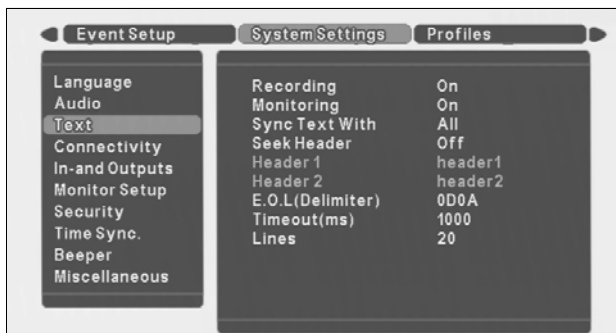 Event Setup System Settings Profiles
Language
Audio
Text
Connectivity
In-and Outputs
Monitor Setup
Security
Time Sync.
Beeper
Miscellaneous
Recording On
Monitoring On
Sync Text With All
Seek Header Off
Header 1 header1
Header 2 header2
E.O.L(Delimiter) 0D0A
Timeout(ms) 1000
Lines 20